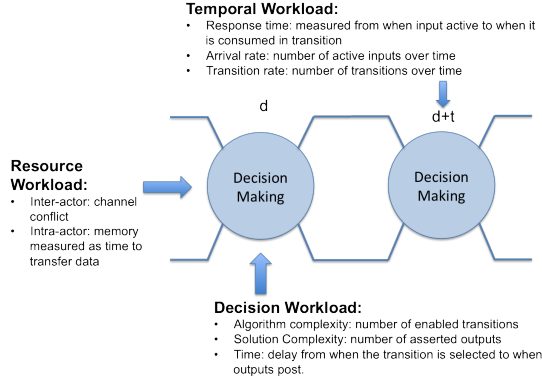 Temporal Workload:
• Response time: measured from when input active to when it
is consumed in transition
• Arrival rate: number of active inputs over time
• Transition rate: number of transitions over time
d
d+t
Decision
Making
Decision
Making
Resource
Workload:
• Inter-actor: channel
conflict
• Intra-actor: memory
measured as time to
transfer data
Decision Workload:
• Algorithm complexity: number of enabled transitions
• Solution Complexity: number of asserted outputs
• Time: delay from when the transition is selected to when
outputs post.